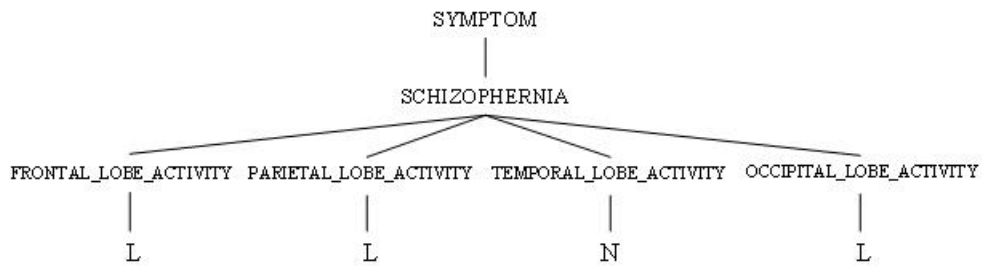 SYMPTOM
SCHIZOPHERNIA
FRONTAL_LOBE_ACTIVITY PARIETAL_LOBE_ACTIVITY TEMPORAL_LOBE_ACTIVITY OCCIPITAL_LOBE_ACTIVITY
L L N L